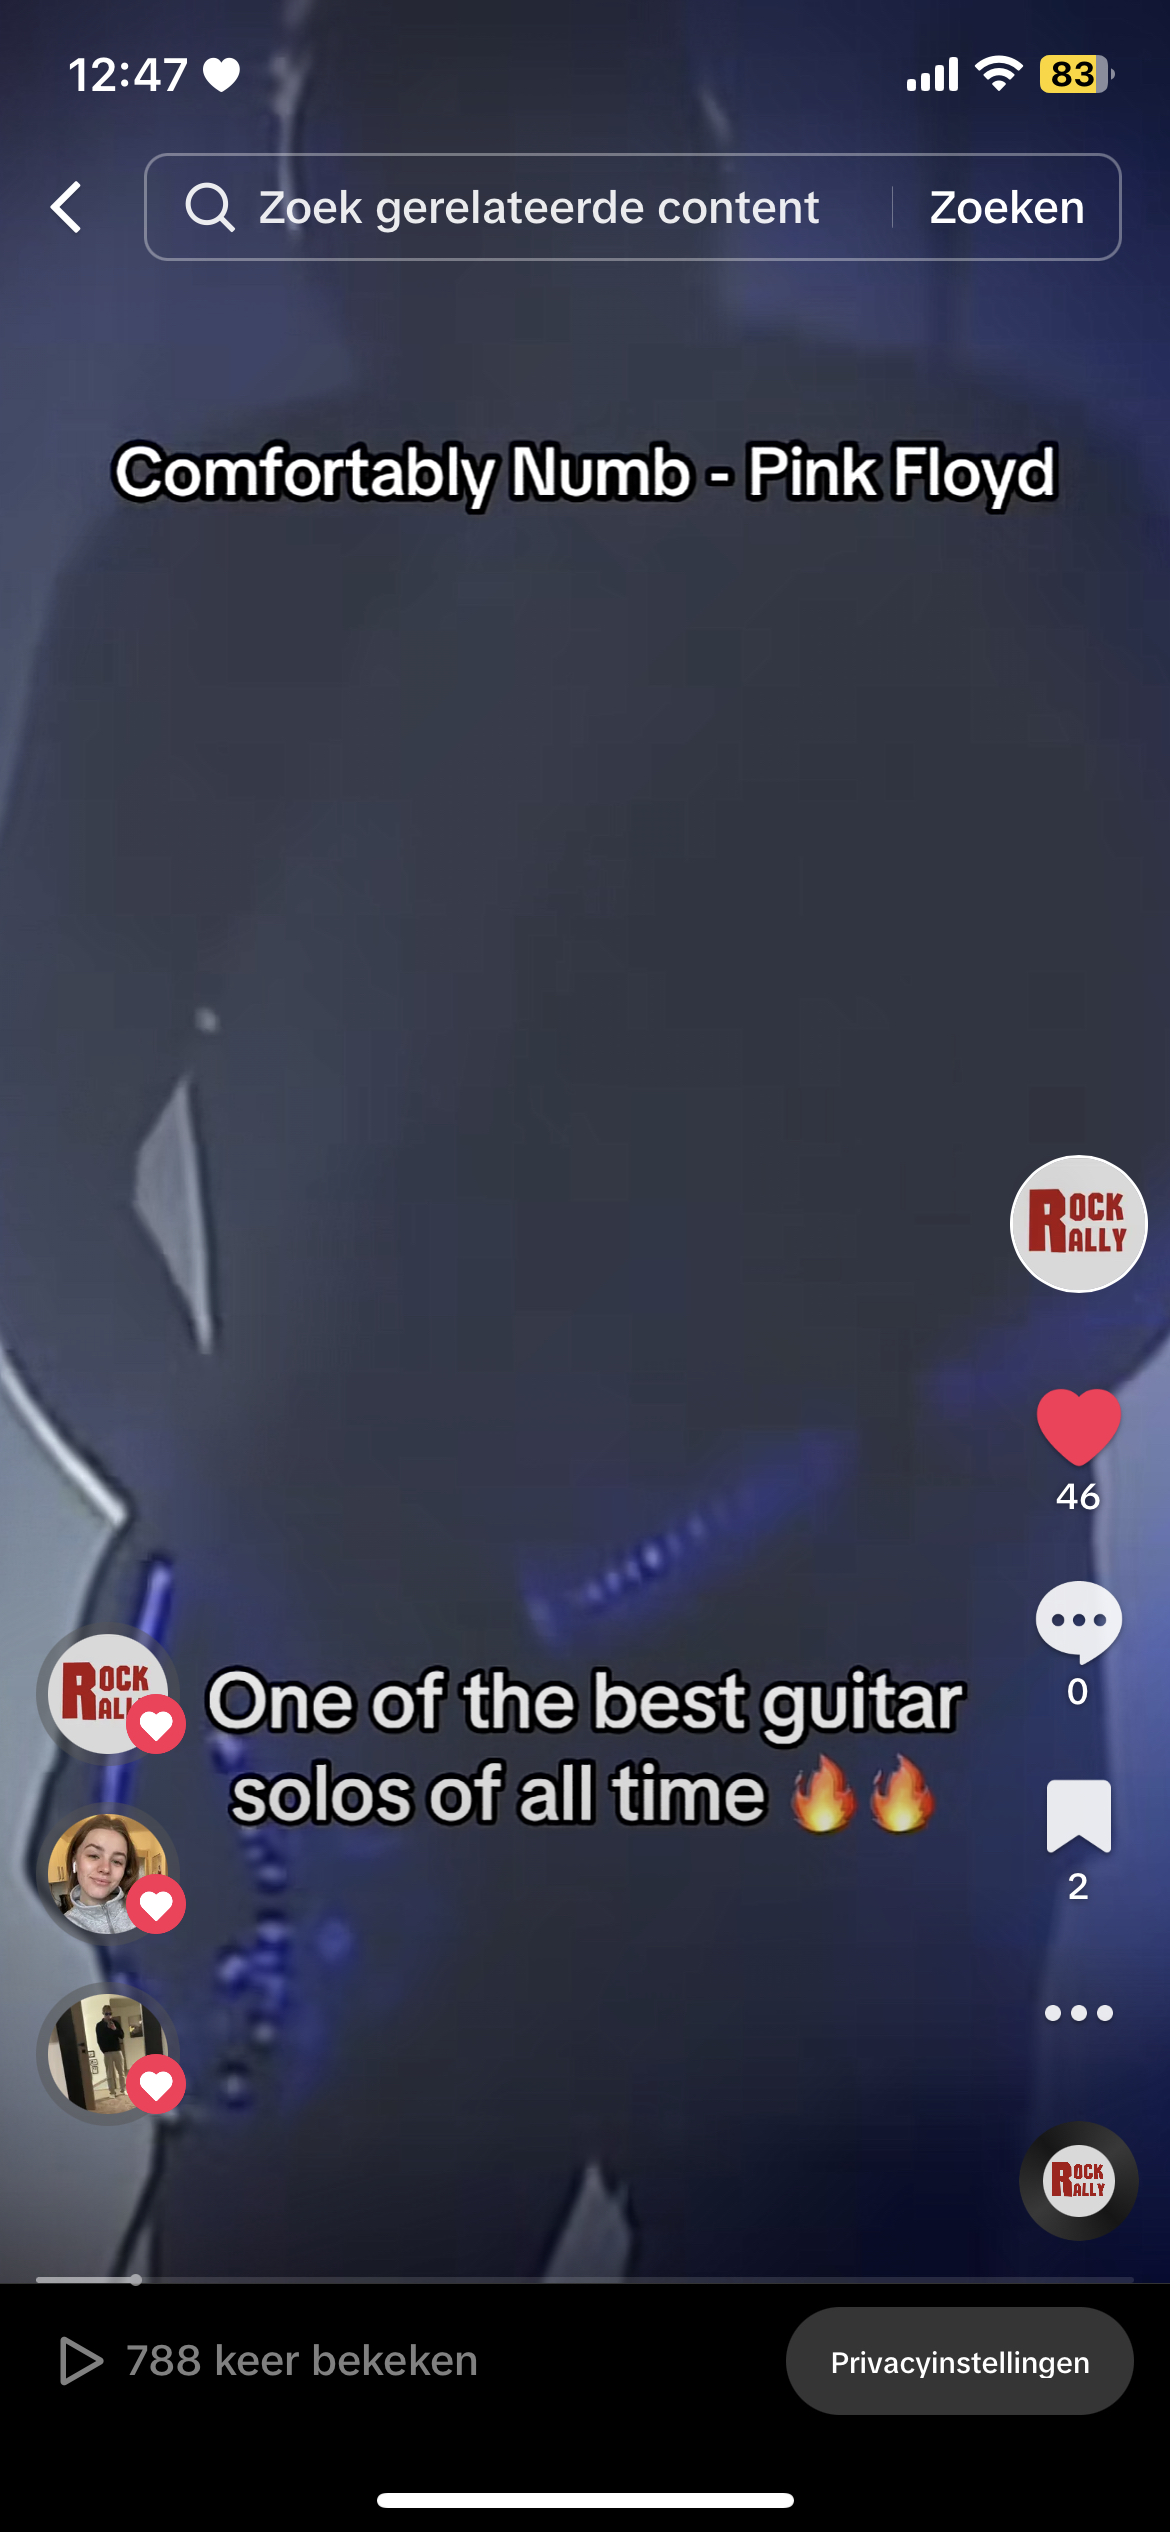 12:47
83
Zoek gerelateerde content
Zoeken
Comfortably Numb - Pink Floyd
ROCK
RALLY
46
0
ROCK
RALLY
One of the best guitar
solos of all time 🔥🔥
2
ROCK
RALLY
788 keer bekeken
Privacyinstellingen